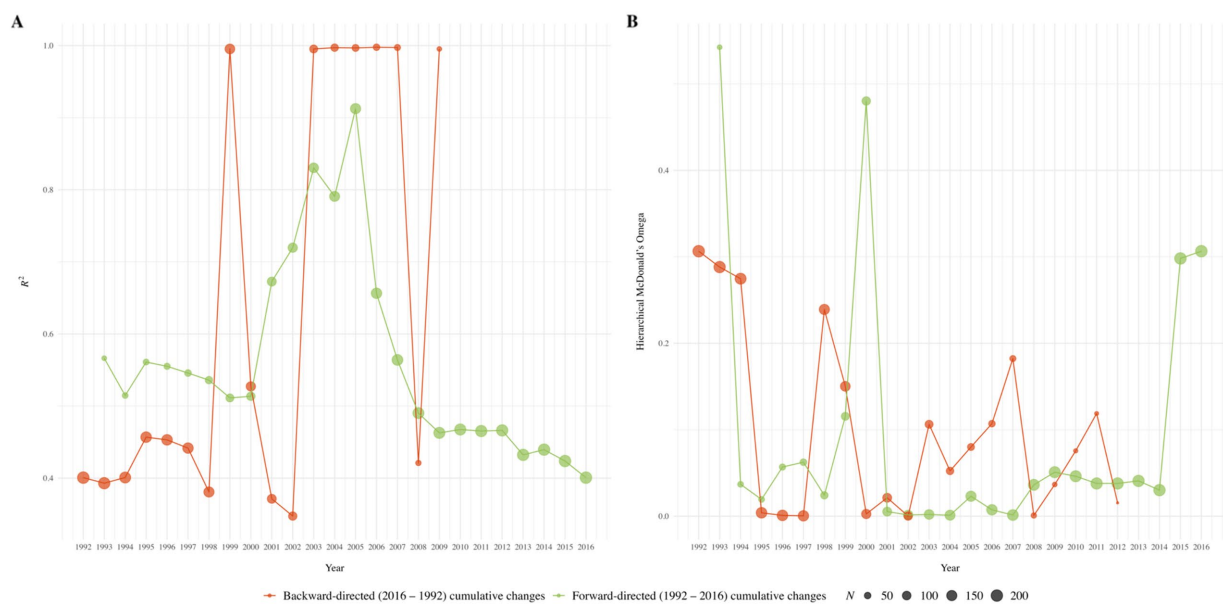 A
B
1.0
0.8
0.6
0.4
R²
1992 1993 1994 1995 1996 1997 1998 1999 2000 2001 2002 2003 2004 2005 2006 2007 2008 2009 2010 2011 2012 2013 2014 2015 2016
Year
0.4
0.2
0.0
Hierarchical McDonald's Omega
1992 1993 1994 1995 1996 1997 1998 1999 2000 2001 2002 2003 2004 2005 2006 2007 2008 2009 2010 2011 2012 2013 2014 2015 2016
Year
Backward-directed (2016 – 1992) cumulative changes Forward-directed (1992 – 2016) cumulative changes N 50 100 150 200